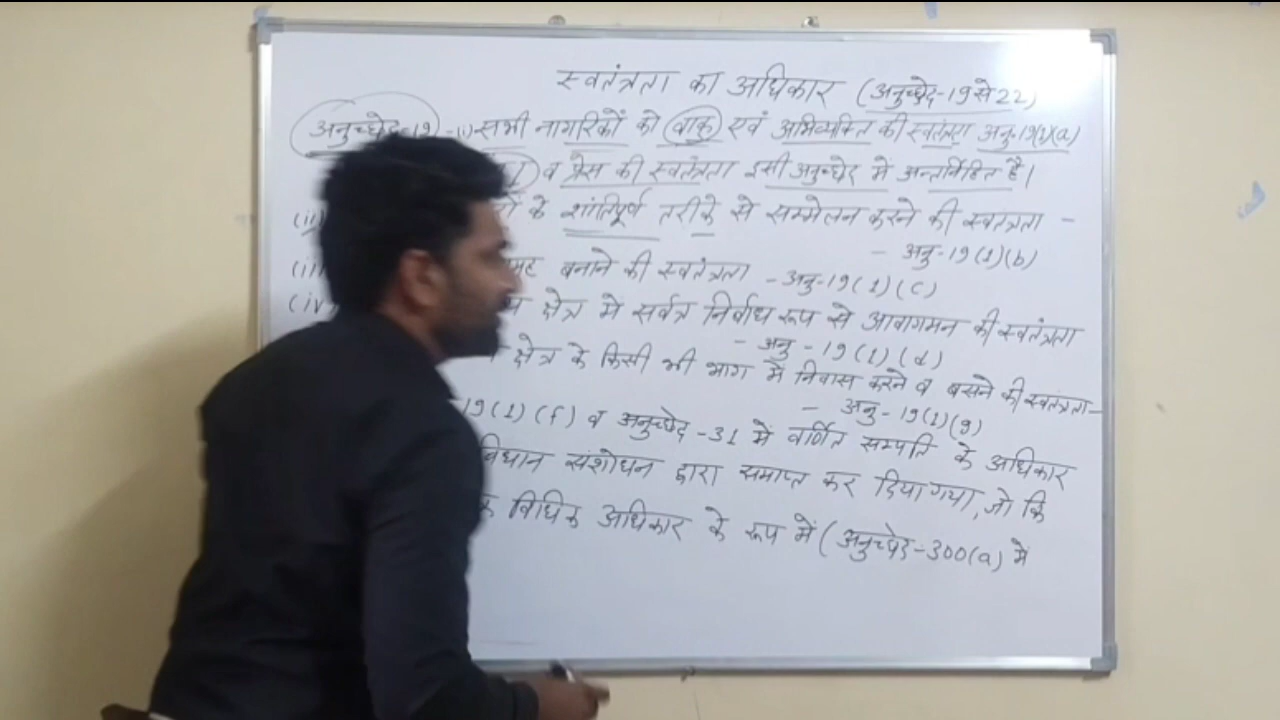 स्वतंत्रता का अधिकार (अनुच्छेद-19 से 22)
अनुच्छेद-19 -(i) सभी नागरिकों को वाक् एवं अभिव्यक्ति की स्वतंत्रता अनु-19(1)(a)
व प्रेस की स्वतंत्रता इसी अनुच्छेद में अन्तर्निहित है।
(ii) के शांतिपूर्ण तरीके से सम्मेलन करने की स्वतंत्रता -
- अनु-19(1)(b)
(iii) बनाने की स्वतंत्रता - अनु-19(1)(c)
(iv) क्षेत्र में सर्वत्र निर्वाध रूप से आवागमन की स्वतंत्रता
- अनु - 19(1)(d)
क्षेत्र के किसी भी भाग में निवास करने व बसने की स्वतंत्रता-
- अनु-19(1)(g)
19(1)(f) व अनुच्छेद-31 में वर्णित सम्पति के अधिकार
संशोधन द्वारा समाप्त कर दिया गया, जो कि
विधिक अधिकार के रूप में (अनुच्छेद-300(a) में